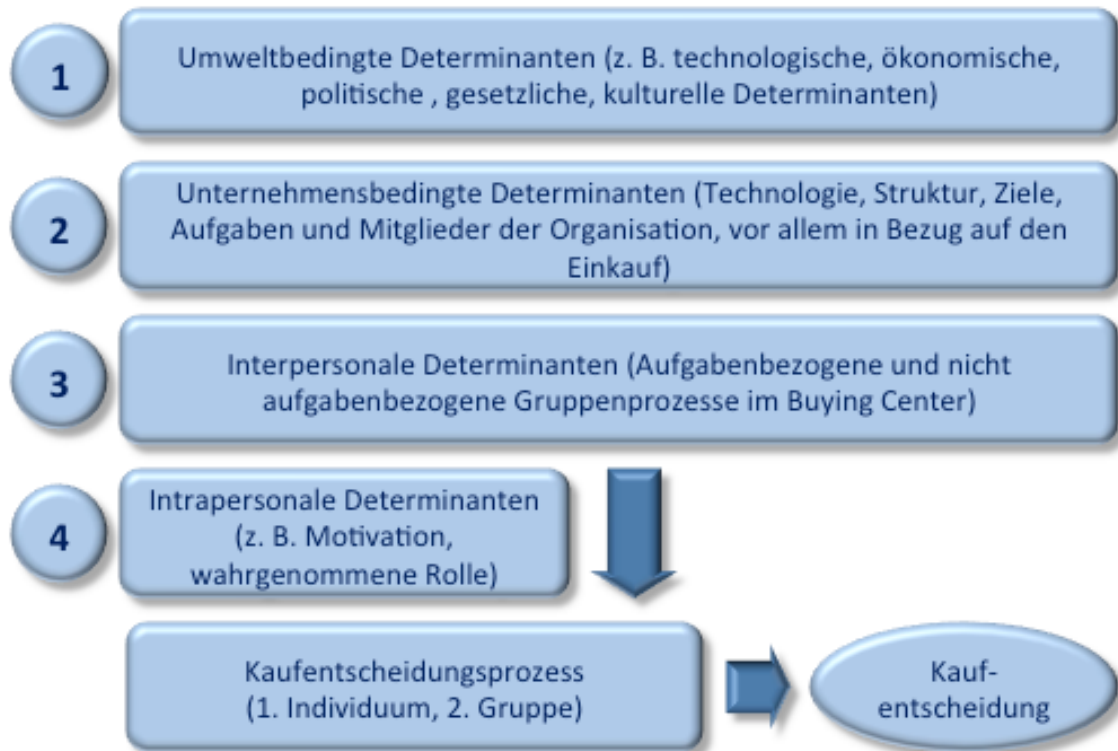 1
Umweltbedingte Determinanten (z. B. technologische, ökonomische,
politische , gesetzliche, kulturelle Determinanten)
2
Unternehmensbedingte Determinanten (Technologie, Struktur, Ziele,
Aufgaben und Mitglieder der Organisation, vor allem in Bezug auf den
Einkauf)
3
Interpersonale Determinanten (Aufgabenbezogene und nicht
aufgabenbezogene Gruppenprozesse im Buying Center)
4
Intrapersonale Determinanten
(z. B. Motivation,
wahrgenommene Rolle)
Kaufentscheidungsprozess
(1. Individuum, 2. Gruppe)
Kauf-
entscheidung